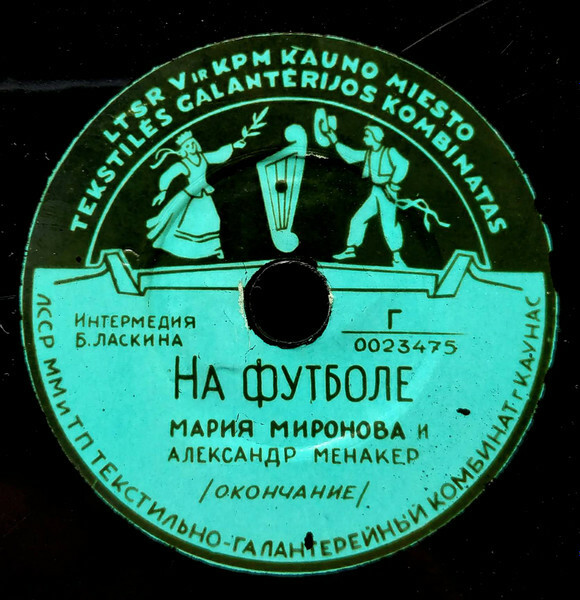 LTSR V IR KPM KAUNO MIESTO
TEKSTILĖS GALANTĖRIJOS KOMBINATAS
ИНТЕРМЕДИЯ
Б.ЛАСКИНА
Г
0023475
НА ФУТБОЛЕ
МАРИЯ МИРОНОВА И
АЛЕКСАНДР МЕНАКЕР
/ОКОНЧАНИЕ/
ЛССР ММ и ТП ТЕКСТИЛЬНО-ГАЛАНТЕРЕЙНЫЙ КОМБИНАТ г. КАУНАС